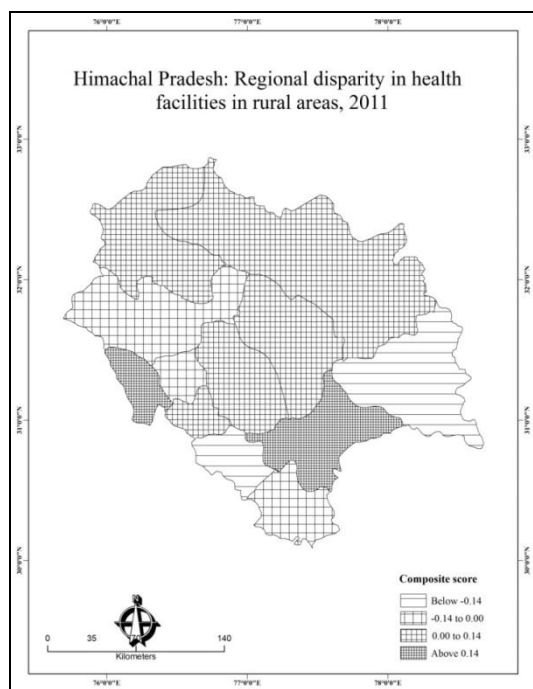 76°0'0"E 77°0'0"E 78°0'0"E
Himachal Pradesh: Regional disparity in health
facilities in rural areas, 2011
33°0'0"N 33°0'0"N
32°0'0"N 32°0'0"N
31°0'0"N 31°0'0"N
30°0'0"N 30°0'0"N
Composite score
Below -0.14
-0.14 to 0.00
0.00 to 0.14
Above 0.14
0 35 70 140
Kilometers
76°0'0"E 77°0'0"E 78°0'0"E